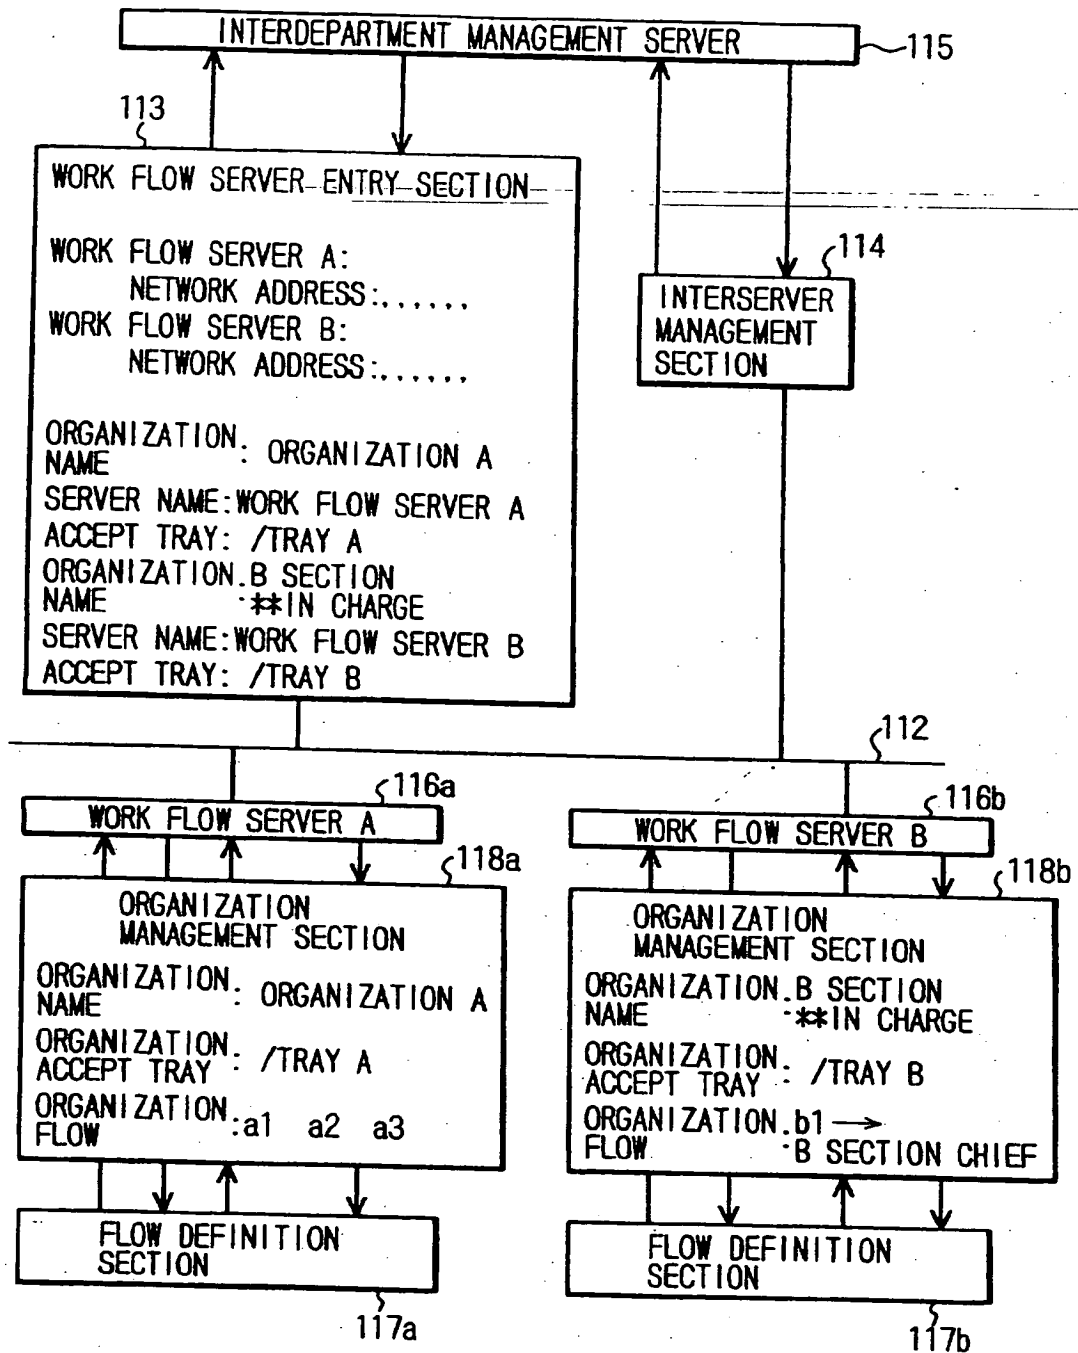 INTERDEPARTMENT MANAGEMENT SERVER
115
113
WORK FLOW SERVER ENTRY SECTION
WORK FLOW SERVER A:
NETWORK ADDRESS:......
WORK FLOW SERVER B:
NETWORK ADDRESS:......
ORGANIZATION
NAME : ORGANIZATION A
SERVER NAME:WORK FLOW SERVER A
ACCEPT TRAY: /TRAY A
ORGANIZATION:B SECTION
NAME **IN CHARGE
SERVER NAME:WORK FLOW SERVER B
ACCEPT TRAY: /TRAY B
114
INTERSERVER
MANAGEMENT
SECTION
112
116a
WORK FLOW SERVER A
118a
ORGANIZATION
MANAGEMENT SECTION
ORGANIZATION
NAME : ORGANIZATION A
ORGANIZATION
ACCEPT TRAY : /TRAY A
ORGANIZATION
FLOW :a1 a2 a3
FLOW DEFINITION
SECTION
117a
116b
WORK FLOW SERVER B
118b
ORGANIZATION
MANAGEMENT SECTION
ORGANIZATION:B SECTION
NAME **IN CHARGE
ORGANIZATION
ACCEPT TRAY : /TRAY B
ORGANIZATION:b1 →
FLOW B SECTION CHIEF
FLOW DEFINITION
SECTION
117b